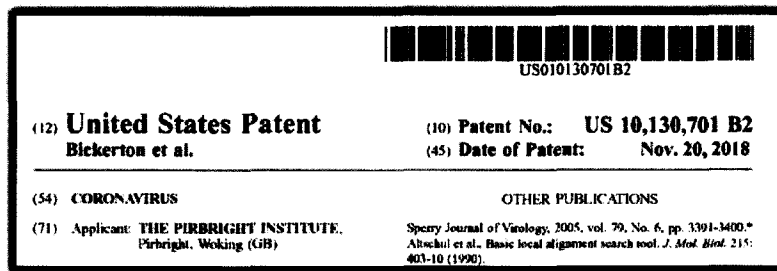 US010130701B2
(12) United States Patent
Bickerton et al.
(10) Patent No.: US 10,130,701 B2
(45) Date of Patent: Nov. 20, 2018
(54) CORONAVIRUS
(71) Applicant: THE PIRBRIGHT INSTITUTE,
Pirbright, Woking (GB)
OTHER PUBLICATIONS
Sperry Journal of Virology, 2005, vol. 79, No. 6, pp. 3391-3400.*
Altschul et al., Basic local alignment search tool. J. Mol. Biol. 215:
403-10 (1990).